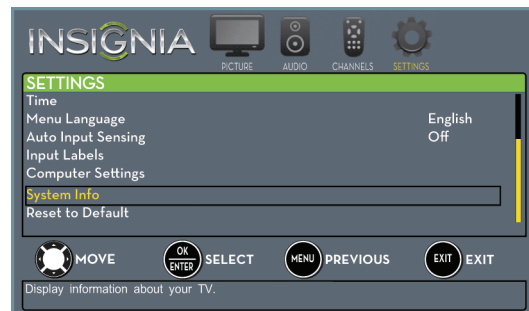 INSIGNIA
PICTURE AUDIO CHANNELS SETTINGS
SETTINGS
Time
Menu Language English
Auto Input Sensing Off
Input Labels
Computer Settings
System Info
Reset to Default
MOVE OK ENTER SELECT MENU PREVIOUS EXIT EXIT
Display information about your TV.